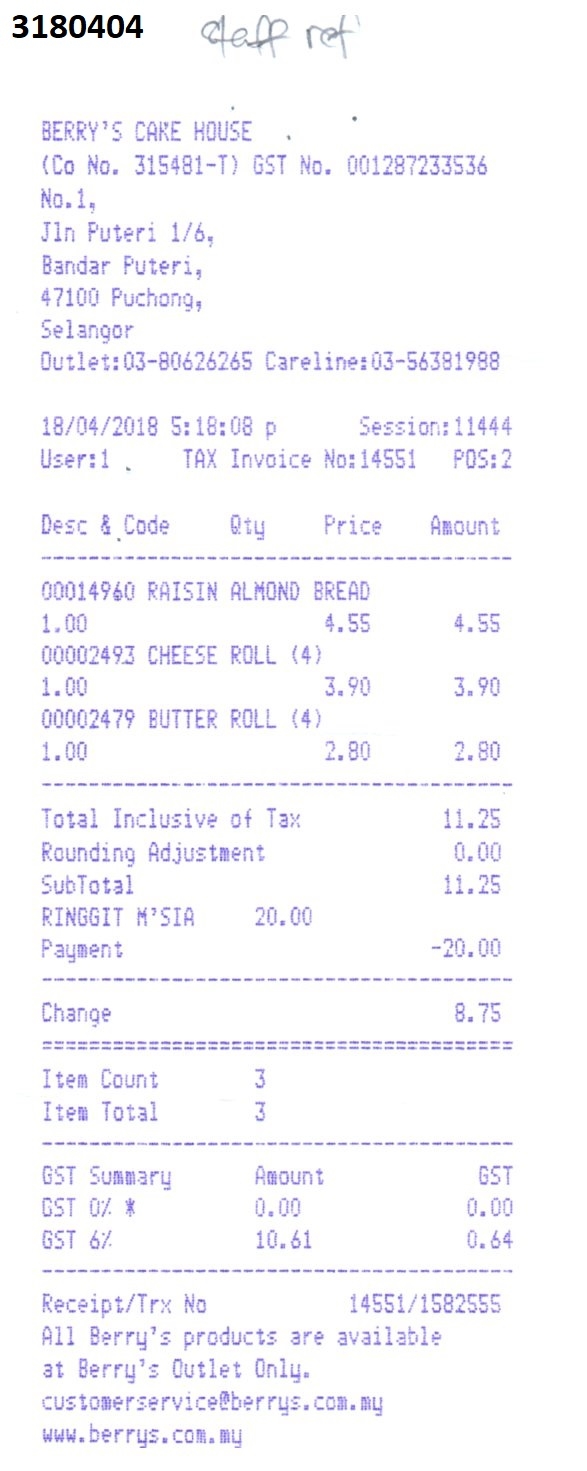 3180404 staff ref
BERRY'S CAKE HOUSE
(Co No. 315481-T) GST No. 001287233536
No.1,
Jln Puteri 1/6,
Bandar Puteri,
47100 Puchong,
Selangor
Outlet:03-80626265 Careline:03-56381988
18/04/2018 5:18:08 p Session:11444
User:1 TAX Invoice No:14551 POS:2
Desc & Code Qty Price Amount
00014960 RAISIN ALMOND BREAD
1.00 4.55 4.55
00002493 CHEESE ROLL (4)
1.00 3.90 3.90
00002479 BUTTER ROLL (4)
1.00 2.80 2.80
Total Inclusive of Tax 11.25
Rounding Adjustment 0.00
SubTotal 11.25
RINGGIT M'SIA 20.00
Payment -20.00
Change 8.75
Item Count 3
Item Total 3
GST Summary Amount GST
GST 0% * 0.00 0.00
GST 6% 10.61 0.64
Receipt/Trx No 14551/1582555
All Berry's products are available
at Berry's Outlet Only.
customerservice@berrys.com.my
www.berrys.com.my